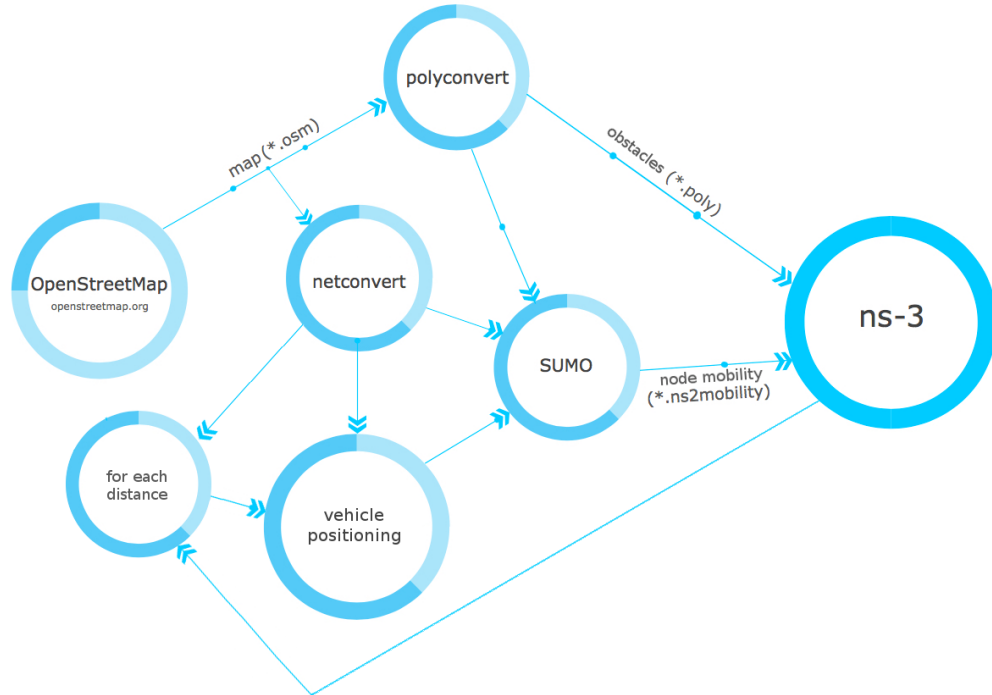 polyconvert
map (*.osm)
obstacles (*.poly)
OpenStreetMap
openstreetmap.org
netconvert
ns-3
SUMO
node mobility
(*.ns2mobility)
for each
distance
vehicle
positioning